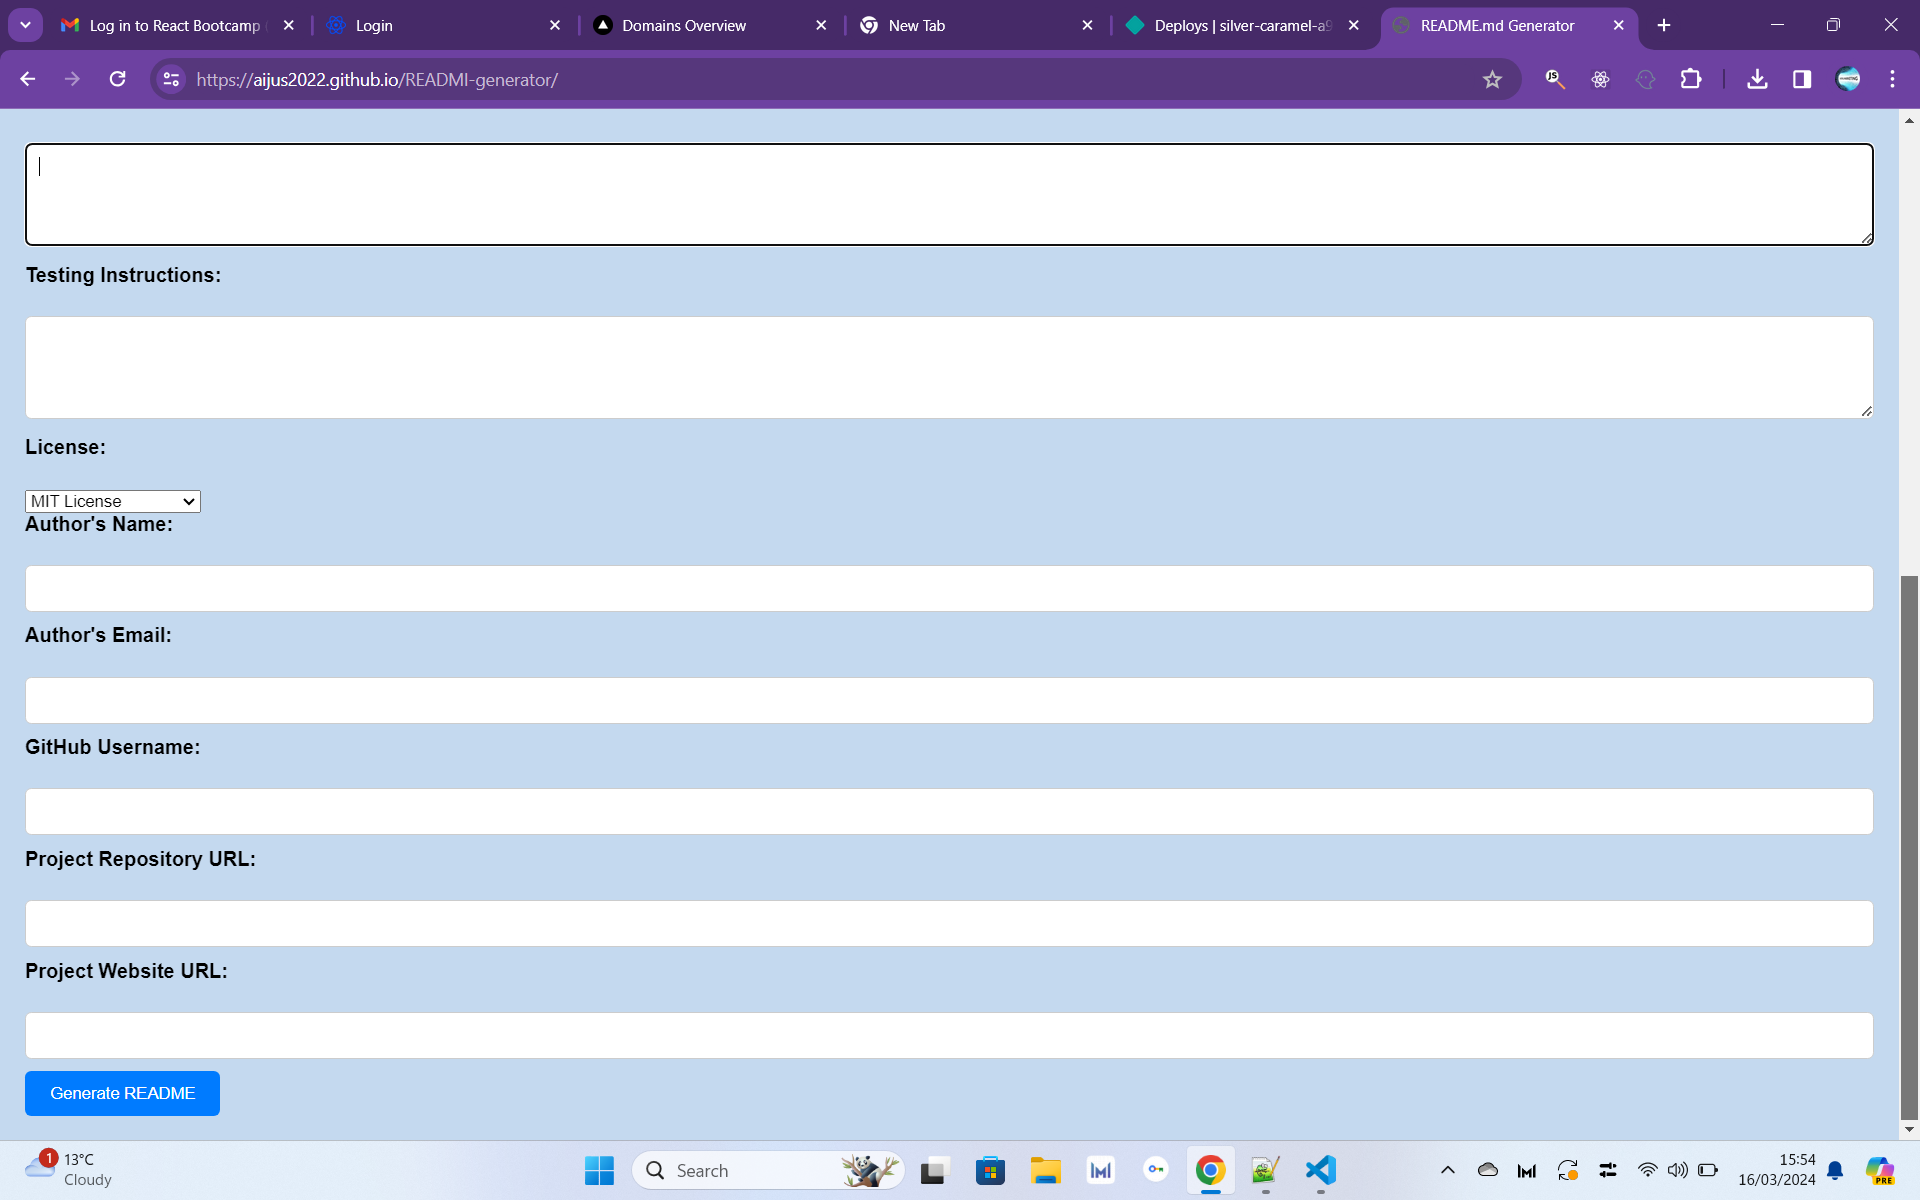 Log in to React Bootcamp
Login
Domains Overview
New Tab
Deploys | silver-caramel-a9
README.md Generator
https://aijus2022.github.io/READMI-generator/
Testing Instructions:
License:
MIT License
Author's Name:
Author's Email:
GitHub Username:
Project Repository URL:
Project Website URL:
Generate README
1
13°C
Cloudy
Search
15:54
16/03/2024
PRE